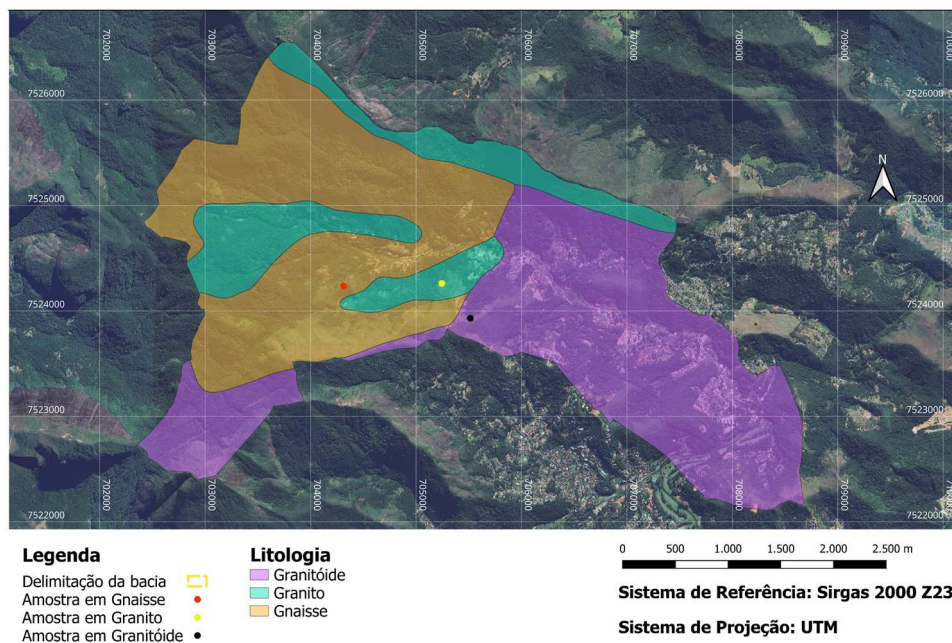 702000 703000 704000 705000 706000 707000 708000 709000
7526000 7526000
N
7525000 7525000
7524000 7524000
7523000 7523000
7522000 7522000
702000 703000 704000 705000 707000 708000 709000
Legenda
Delimitação da bacia
Amostra em Gnaisse
Amostra em Granito
Amostra em Granitóide
Litologia
Granitóide
Granito
Gnaisse
0 500 1.000 1.500 2.000 2.500 m
Sistema de Referência: Sirgas 2000 Z23
Sistema de Projeção: UTM